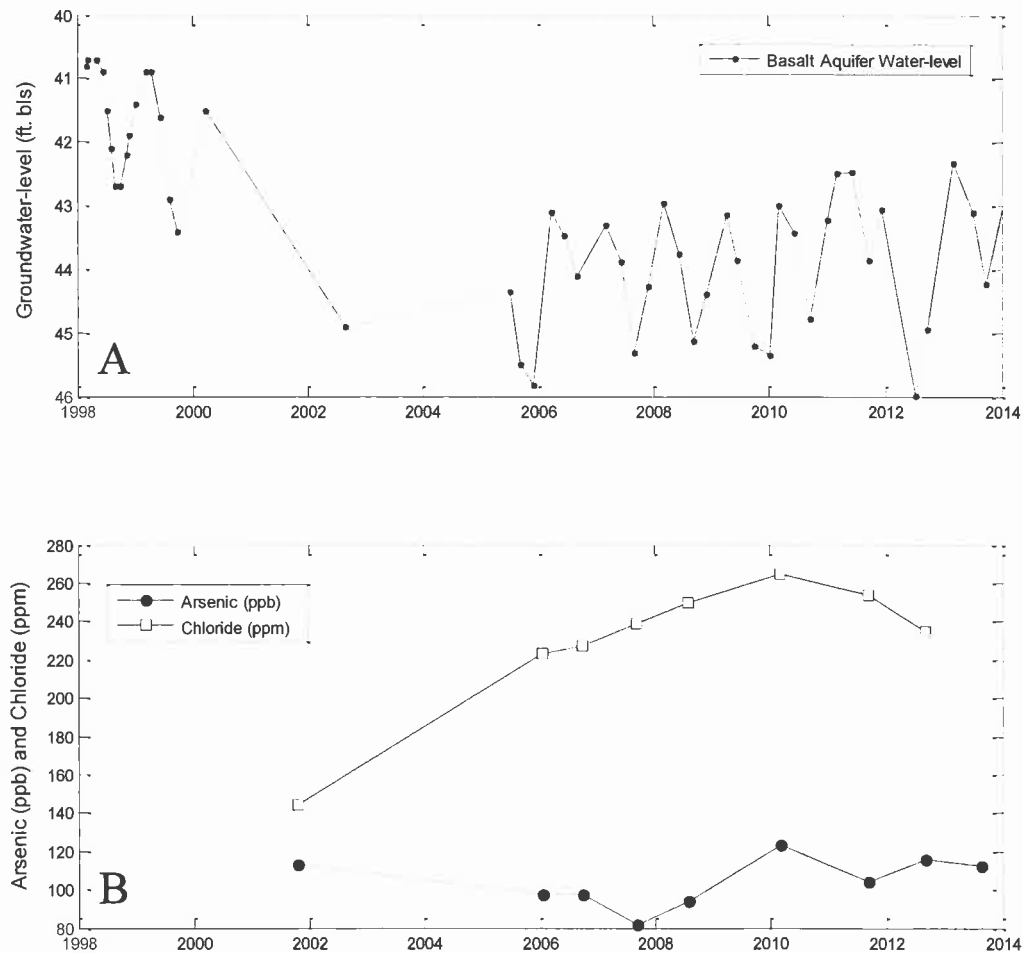 40
41
42
43
44
45
46
Groundwater-level (ft. bls)
Basalt Aquifer Water-level
A
1998 2000 2002 2004 2006 2008 2010 2012 2014
280
260
240
220
200
180
160
140
120
100
80
Arsenic (ppb) and Chloride (ppm)
Arsenic (ppb)
Chloride (ppm)
B
1998 2000 2002 2004 2006 2008 2010 2012 2014